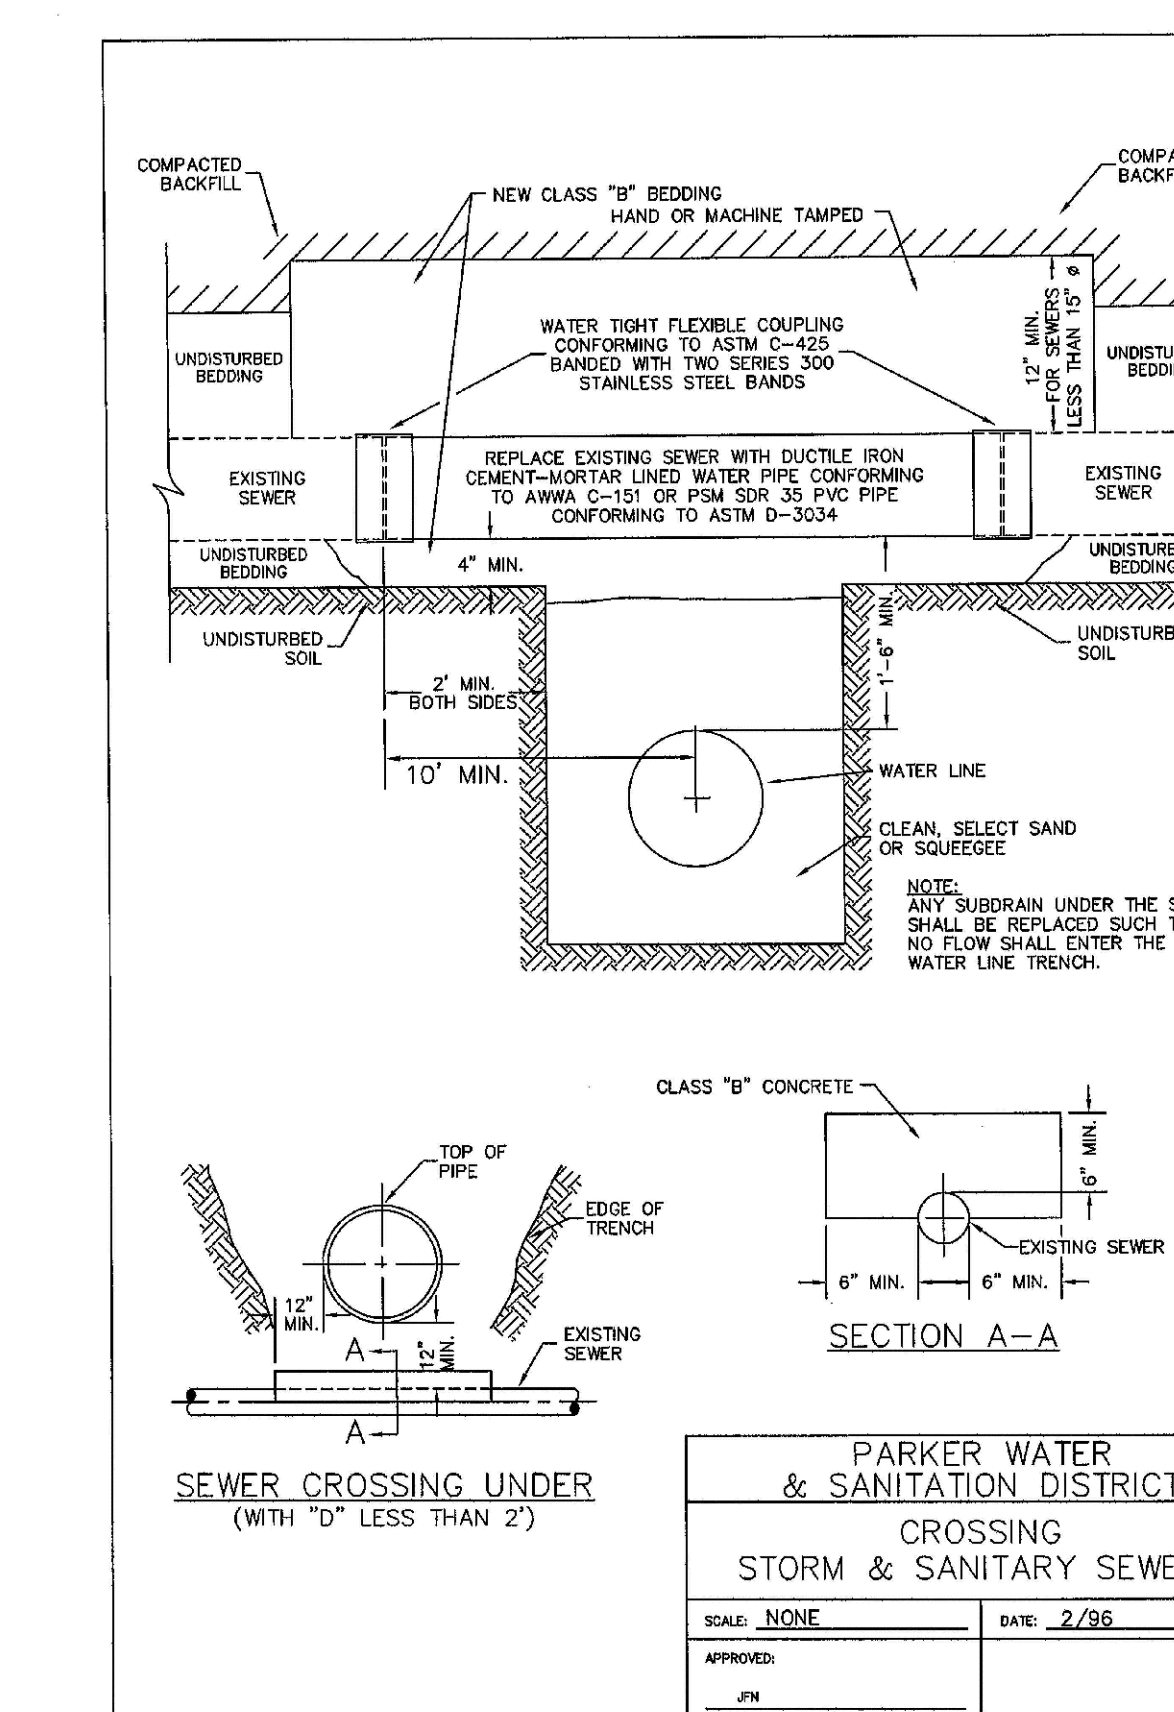 COMPACTED
BACKFILL
NEW CLASS "B" BEDDING
HAND OR MACHINE TAMPED
WATER TIGHT FLEXIBLE COUPLING
CONFORMING TO ASTM C-425
BANDED WITH TWO SERIES 300
STAINLESS STEEL BANDS
12" MIN.
FOR SEWERS
LESS THAN 15" ø
UNDISTURBED
BEDDING
EXISTING
SEWER
REPLACE EXISTING SEWER WITH DUCTILE IRON
CEMENT-MORTAR LINED WATER PIPE CONFORMING
TO AWWA C-151 OR PSM SDR 35 PVC PIPE
CONFORMING TO ASTM D-3034
EXISTING
SEWER
UNDISTURBED
BEDDING
4" MIN.
BEDDING
UNDISTURBED
SOIL
SOIL
1'-6" MIN.
2' MIN.
BOTH SIDES
10' MIN.
WATER LINE
CLEAN, SELECT SAND
OR SQUEEGEE
NOTE:
ANY SUBDRAIN UNDER THE S
SHALL BE REPLACED SUCH T
NO FLOW SHALL ENTER THE
WATER LINE TRENCH.
CLASS "B" CONCRETE
6" MIN.
EXISTING SEWER
6" MIN.
6" MIN.
SECTION A-A
TOP OF
PIPE
EDGE OF
TRENCH
12"
MIN.
12"
MIN.
A
EXISTING
SEWER
A
SEWER CROSSING UNDER
(WITH "D" LESS THAN 2')
PARKER WATER
& SANITATION DISTRICT
CROSSING
STORM & SANITARY SEWE
SCALE: NONE
DATE: 2/96
APPROVED:
JFN